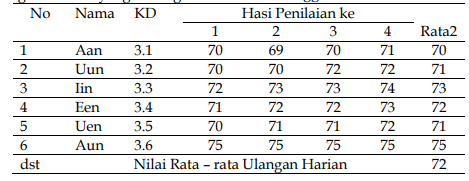 No Nama KD Hasi Penilaian ke
1 2 3 4 Rata2
1 Aan 3.1 70 69 70 71 70
2 Uun 3.2 70 70 72 72 71
3 Iin 3.3 72 73 73 74 73
4 Een 3.4 71 72 72 73 72
5 Uen 3.5 70 71 71 72 71
6 Aun 3.6 75 75 75 75 75
dst Nilai Rata – rata Ulangan Harian 72